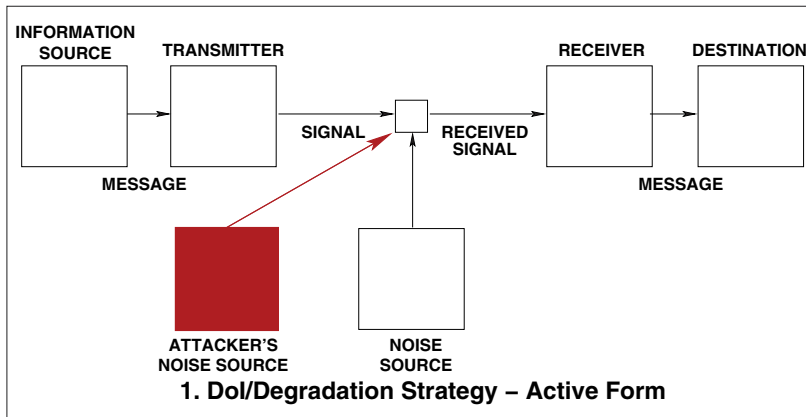 INFORMATION
SOURCE
TRANSMITTER
RECEIVER
DESTINATION
SIGNAL
RECEIVED
SIGNAL
MESSAGE
MESSAGE
ATTACKER'S
NOISE SOURCE
NOISE
SOURCE
1. DoI/Degradation Strategy – Active Form